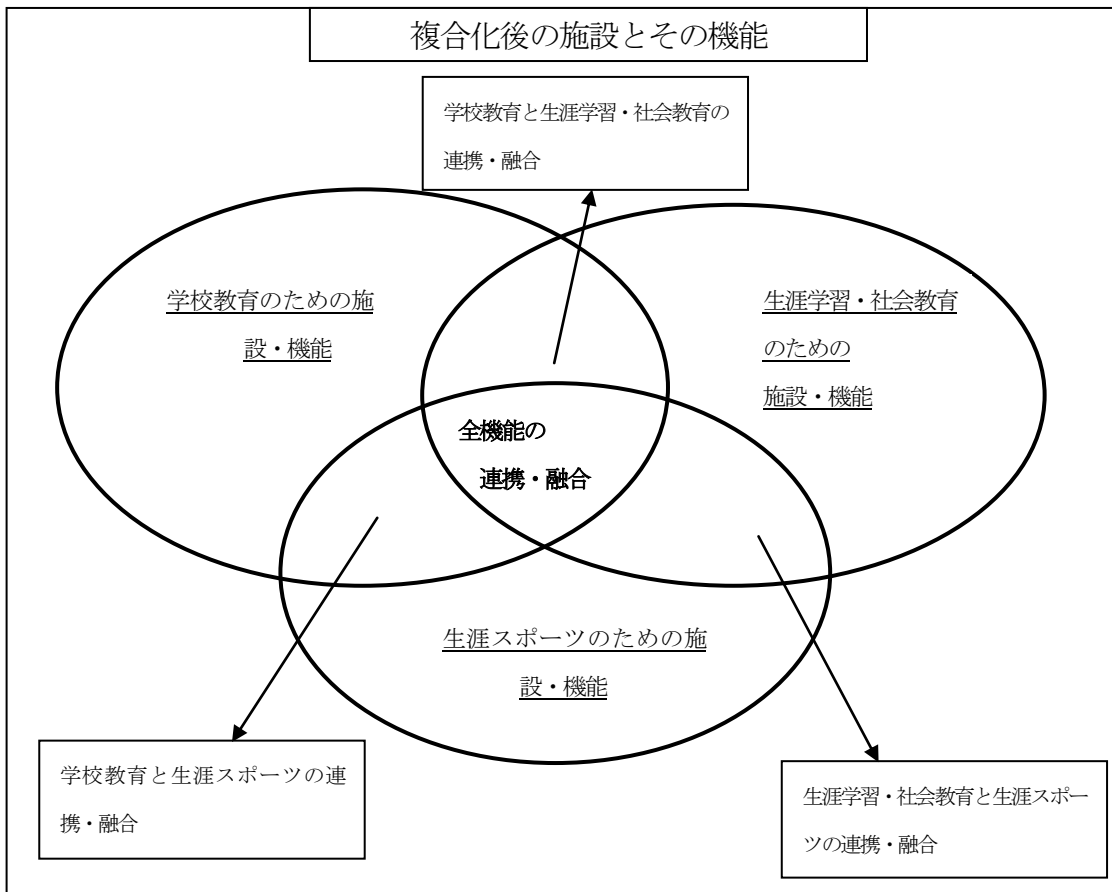 複合化後の施設とその機能
学校教育と生涯学習・社会教育の
連携・融合
学校教育のための施
設・機能
生涯学習・社会教育
のための
施設・機能
全機能の
連携・融合
生涯スポーツのための施
設・機能
学校教育と生涯スポーツの連
携・融合
生涯学習・社会教育と生涯スポー
ツの連携・融合